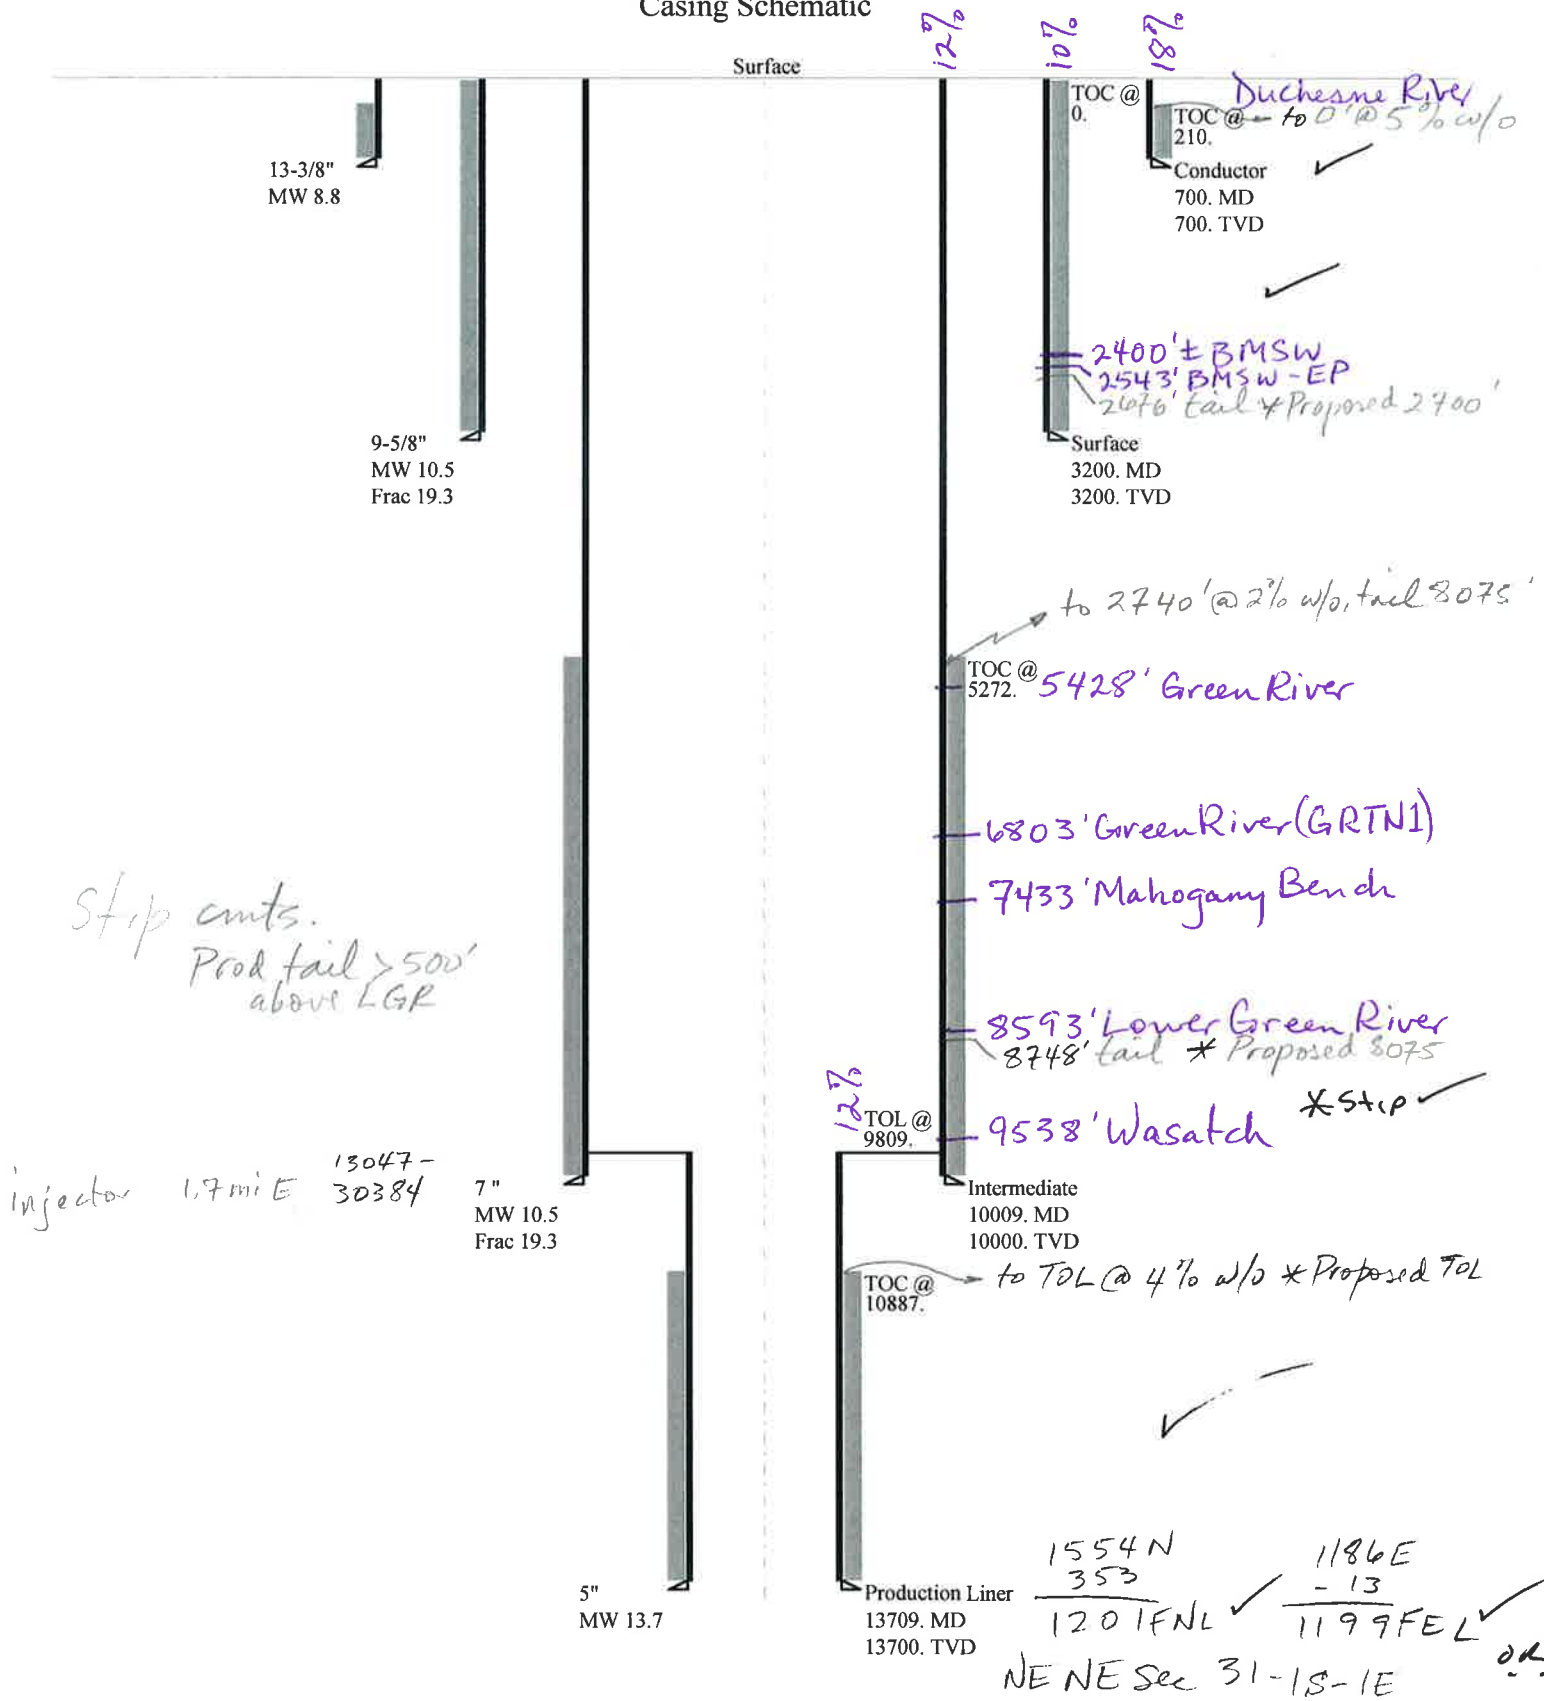 Casing Schematic
12%
10%
18%
Surface
TOC @
0.
Duchesne River
TOC @
210.
to 0' @ 5% w/o
13-3/8"
MW 8.8
Conductor
700. MD
700. TVD
2400'± BMSW
2543' BMSW-EP
2676' tail * Proposed 2700'
9-5/8"
MW 10.5
Frac 19.3
Surface
3200. MD
3200. TVD
to 2740' @ 2% w/o, tail 8075'
TOC @
5272.
5428' Green River
6803' Green River (GRTN1)
7433' Mahogany Bench
Stip cmts.
Prod tail > 500'
above LGR
8593' Lower Green River
8748' tail * Proposed 8075
12%
TOL @
9809.
9538' Wasatch
* Stip
injector 1.7 mi E
13047-
30384
7 "
MW 10.5
Frac 19.3
Intermediate
10009. MD
10000. TVD
TOC @
10887.
to TOL @ 4% w/o * Proposed TOL
5"
MW 13.7
Production Liner
13709. MD
13700. TVD
1554 N
353
1201 FNL
1186 E
- 13
1199 FEL
NE NE Sec 31-1S-1E